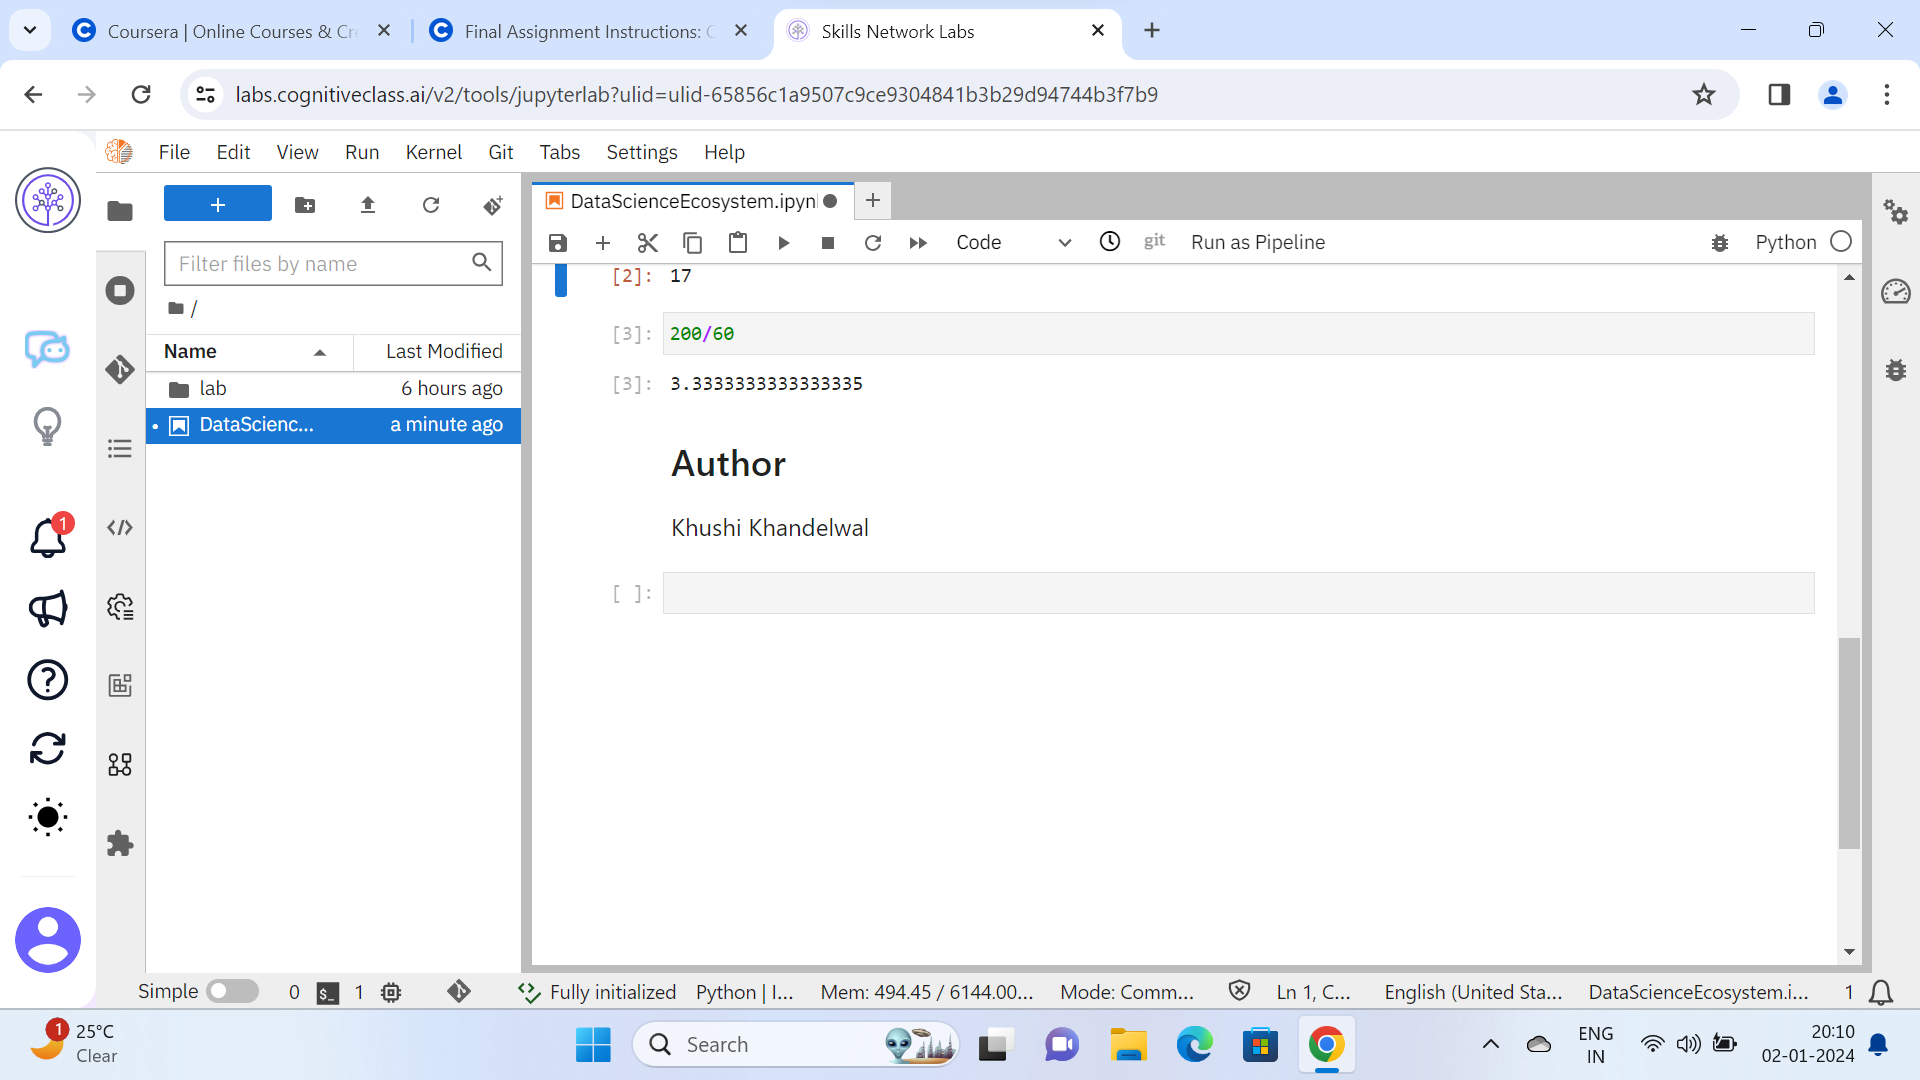 Coursera | Online Courses & Cr
Final Assignment Instructions: C
Skills Network Labs
labs.cognitiveclass.ai/v2/tools/jupyterlab?ulid=ulid-65856c1a9507c9ce9304841b3b29d94744b3f7b9
File Edit View Run Kernel Git Tabs Settings Help
DataScienceEcosystem.ipyn
Code
git
Run as Pipeline
Python
Filter files by name
/
Name
Last Modified
lab
6 hours ago
DataScienc...
a minute ago
[2]: 17
[3]: 200/60
[3]: 3.3333333333333335
Author
Khushi Khandelwal
[ ]:
1
Simple
0
$_
1
Fully initialized
Python | I...
Mem: 494.45 / 6144.00...
Mode: Comm...
Ln 1, C...
English (United Sta...
DataScienceEcosystem.i...
1
1
25°C
Clear
Search
ENG
IN
20:10
02-01-2024